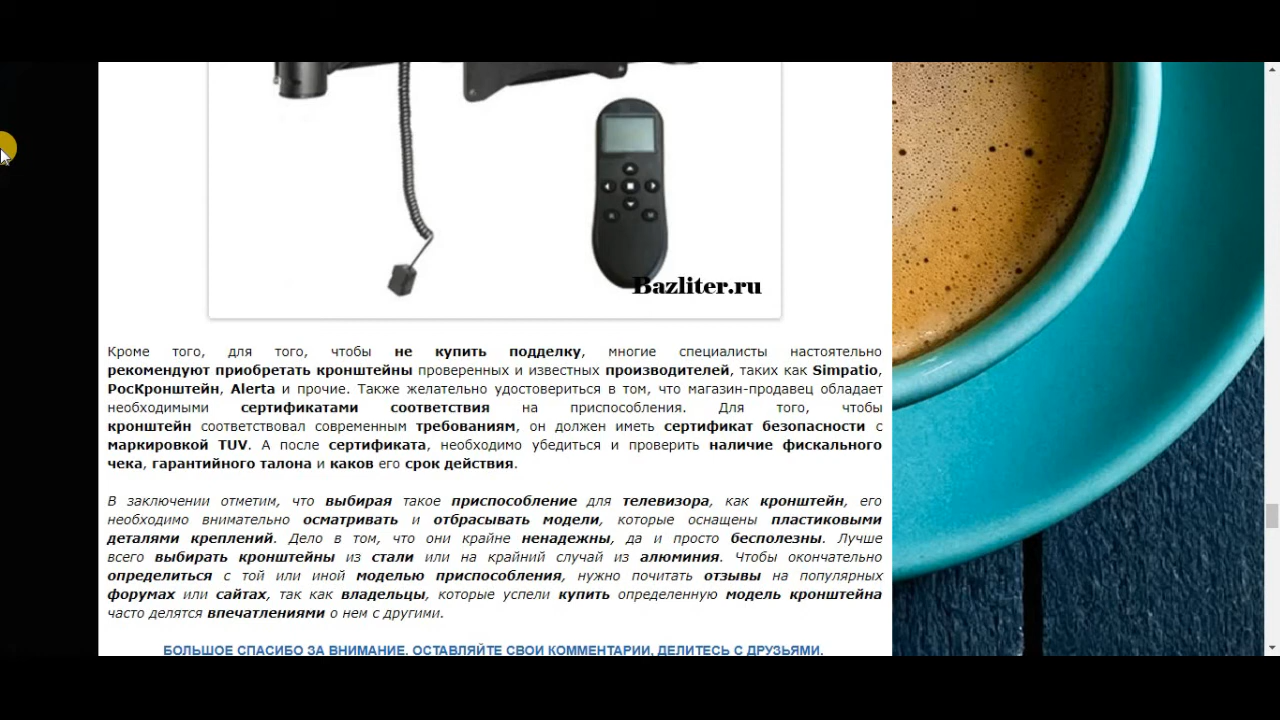 Bazliter.ru
Кроме того, для того, чтобы не купить подделку, многие специалисты настоятельно
рекомендуют приобретать кронштейны проверенных и известных производителей, таких как Simpatio,
РосКронштейн, Alerta и прочие. Также желательно удостовериться в том, что магазин-продавец обладает
необходимыми сертификатами соответствия на приспособления. Для того, чтобы
кронштейн соответствовал современным требованиям, он должен иметь сертификат безопасности с
маркировкой TUV. А после сертификата, необходимо убедиться и проверить наличие фискального
чека, гарантийного талона и каков его срок действия.
В заключении отметим, что выбирая такое приспособление для телевизора, как кронштейн, его
необходимо внимательно осматривать и отбрасывать модели, которые оснащены пластиковыми
деталями креплений. Дело в том, что они крайне ненадежны, да и просто бесполезны. Лучше
всего выбирать кронштейны из стали или на крайний случай из алюминия. Чтобы окончательно
определиться с той или иной моделью приспособления, нужно почитать отзывы на популярных
форумах или сайтах, так как владельцы, которые успели купить определенную модель кронштейна
часто делятся впечатлениями о нем с другими.
БОЛЬШОЕ СПАСИБО ЗА ВНИМАНИЕ. ОСТАВЛЯЙТЕ СВОИ КОММЕНТАРИИ, ДЕЛИТЕСЬ С ДРУЗЬЯМИ.